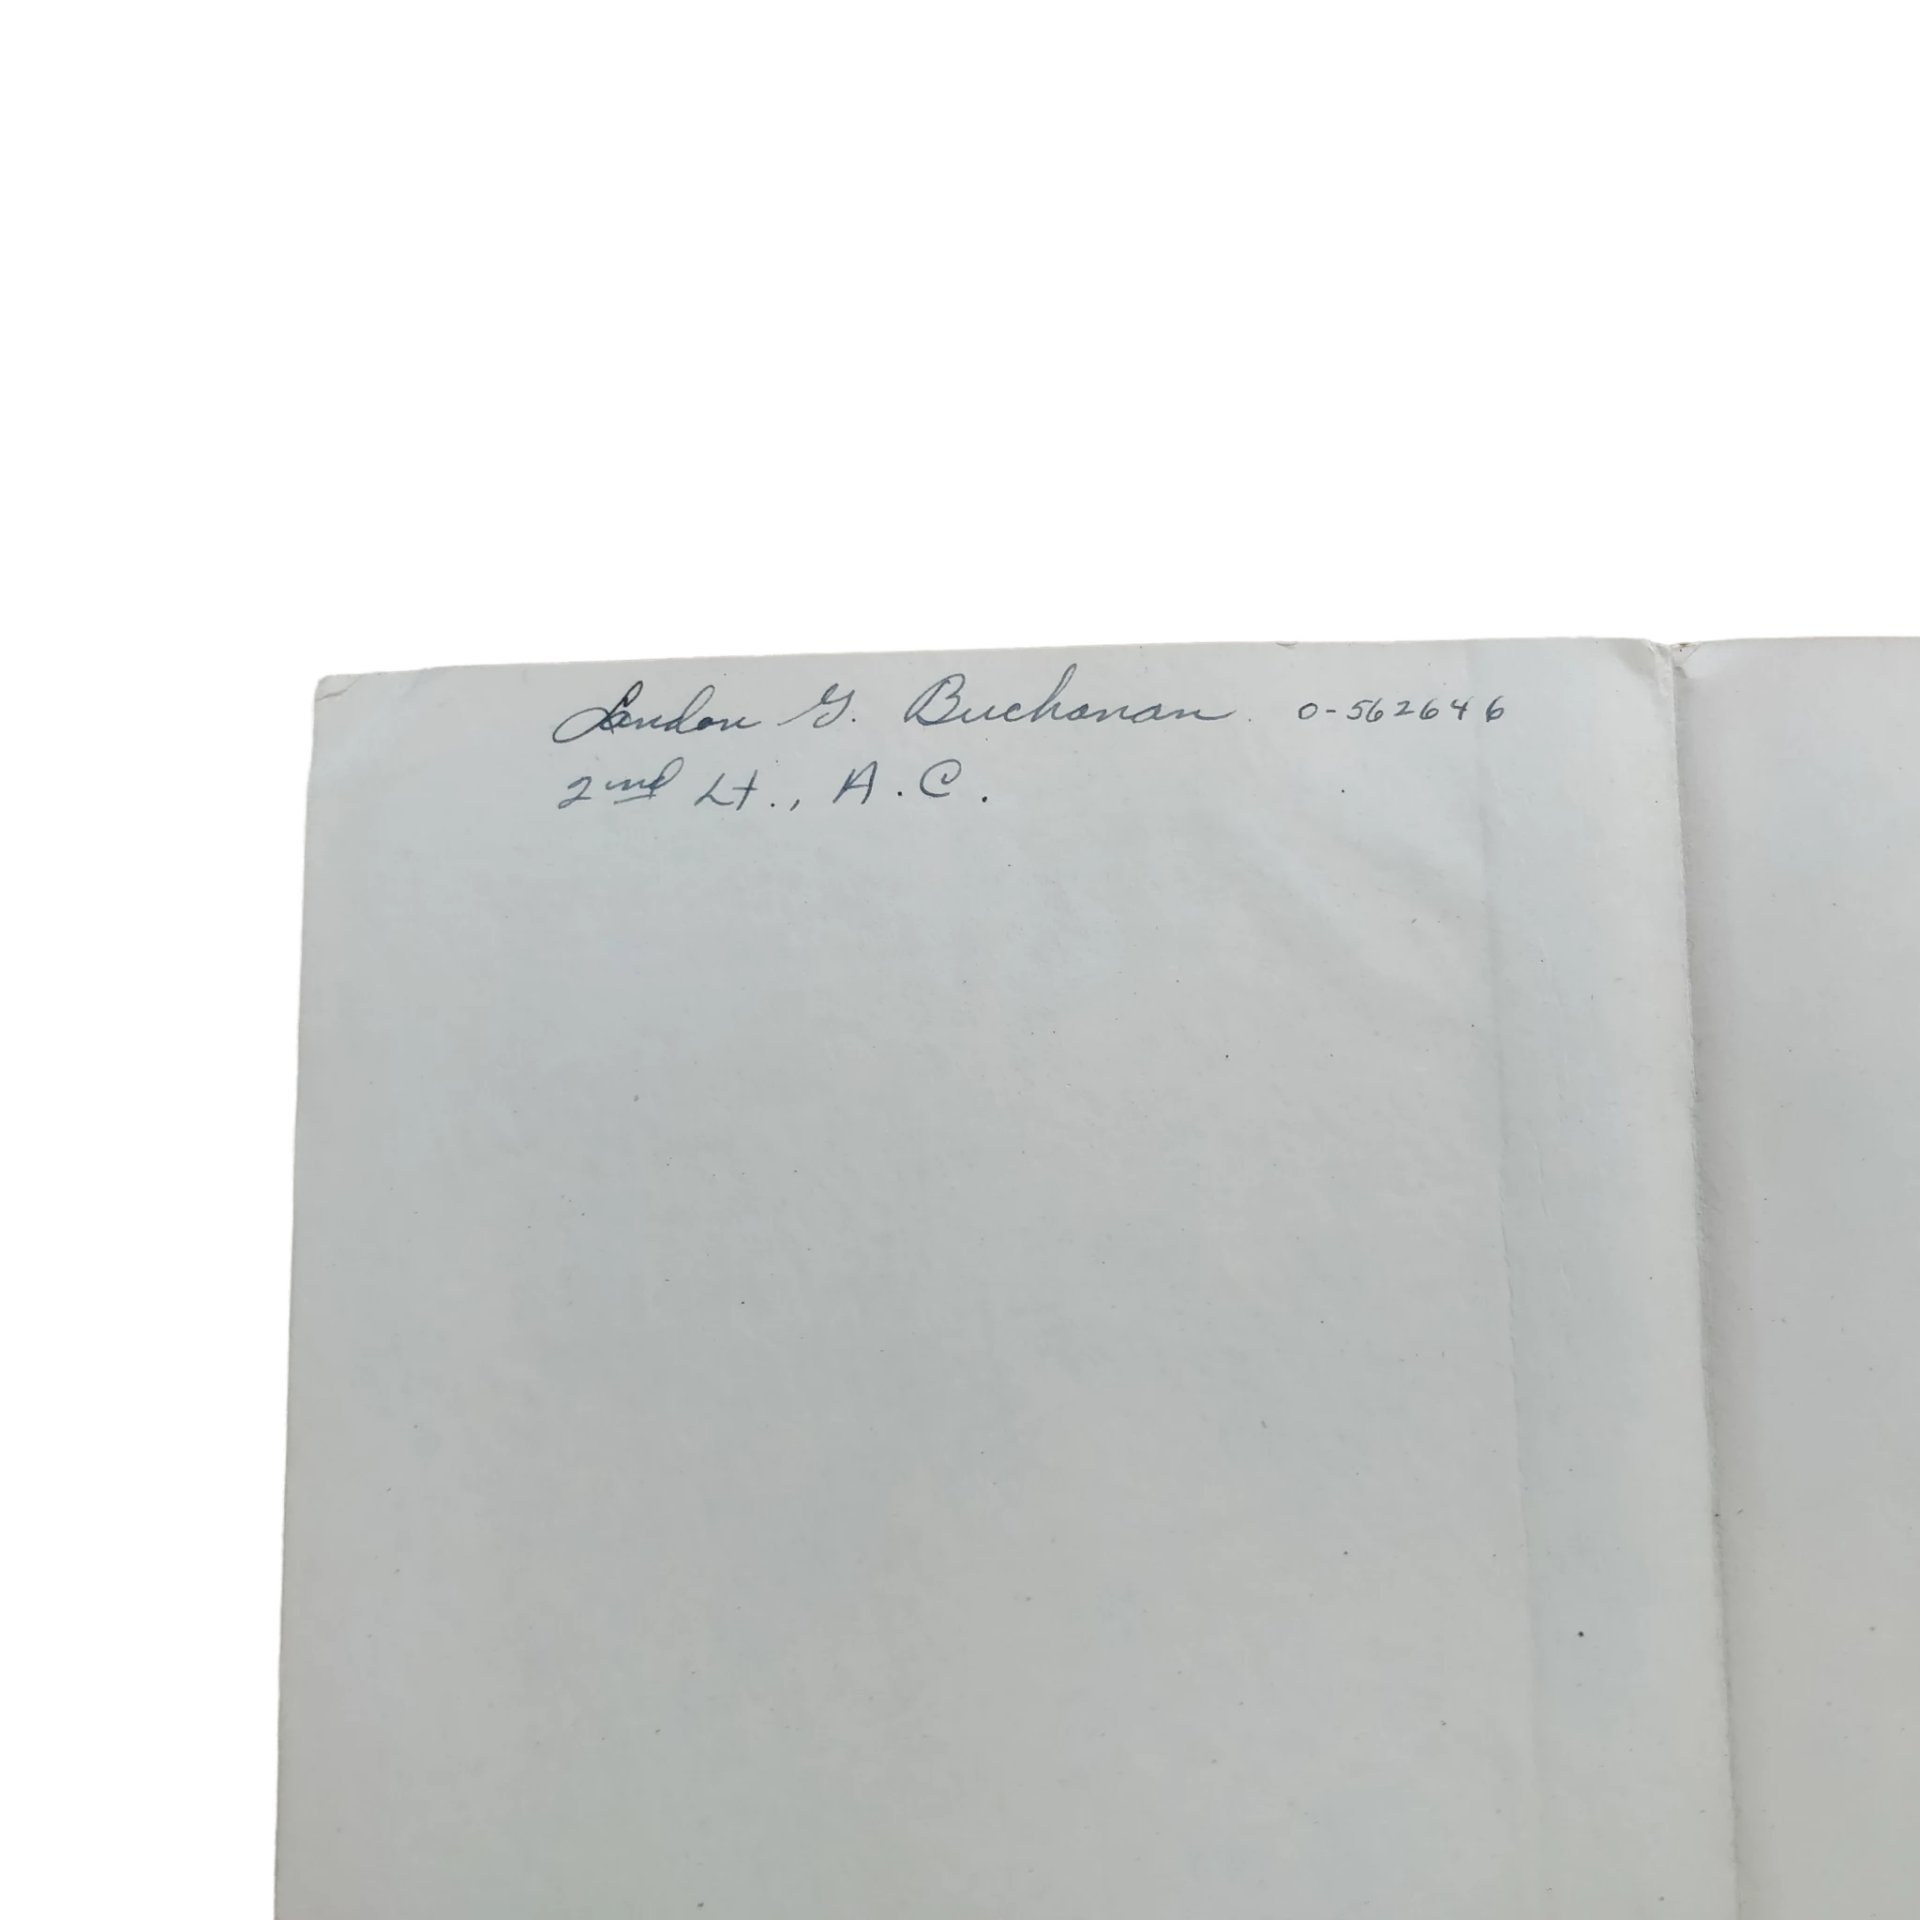 Landon G. Buchanan. 0-562646
2nd Lt., A.C.